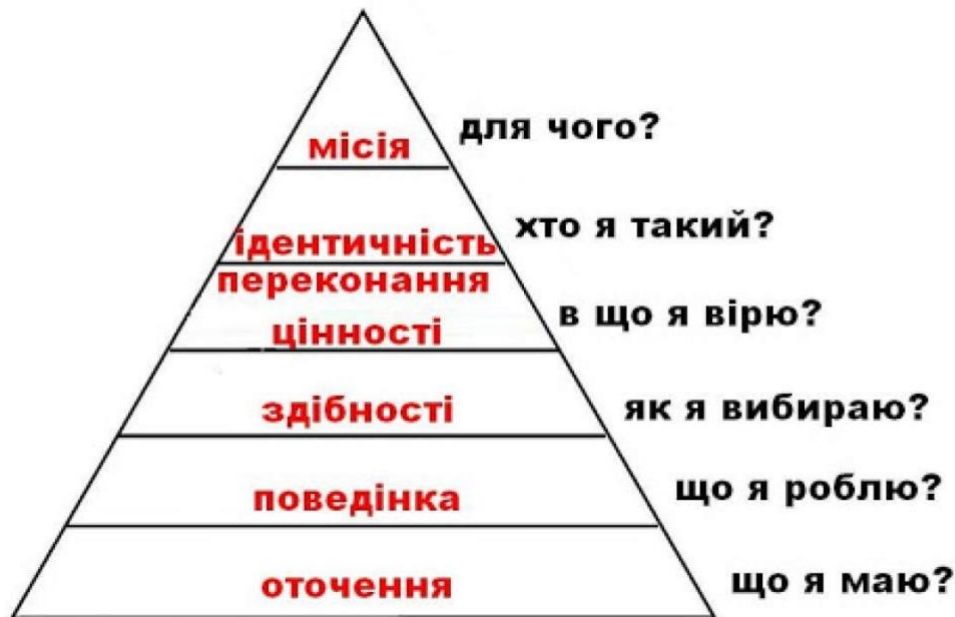 місія
для чого?
ідентичність
хто я такий?
переконання
цінності
в що я вірю?
здібності
як я вибираю?
поведінка
що я роблю?
оточення
що я маю?